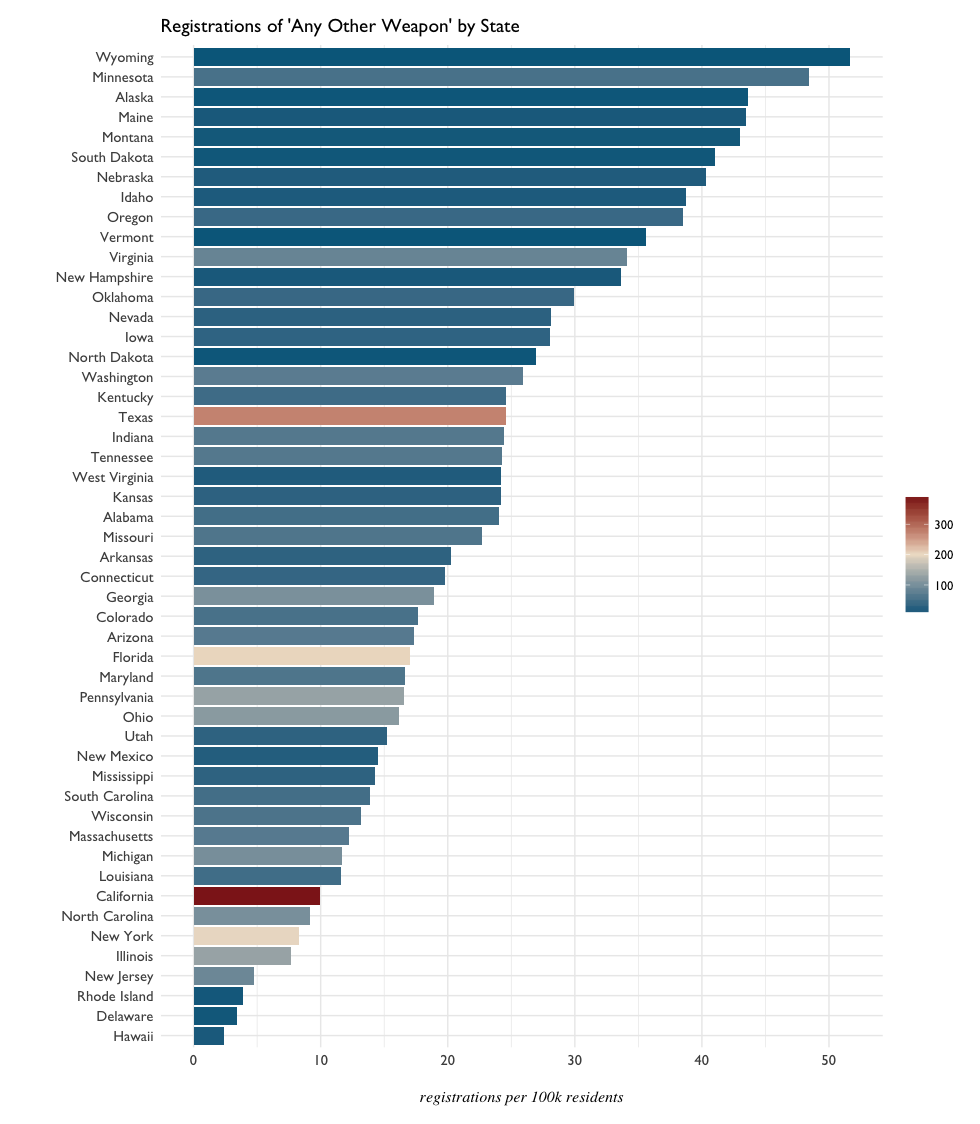 Registrations of 'Any Other Weapon' by State
Wyoming
Minnesota
Alaska
Maine
Montana
South Dakota
Nebraska
Idaho
Oregon
Vermont
Virginia
New Hampshire
Oklahoma
Nevada
Iowa
North Dakota
Washington
Kentucky
Texas
Indiana
Tennessee
West Virginia
Kansas
Alabama
Missouri
Arkansas
Connecticut
Georgia
Colorado
Arizona
Florida
Maryland
Pennsylvania
Ohio
Utah
New Mexico
Mississippi
South Carolina
Wisconsin
Massachusetts
Michigan
Louisiana
California
North Carolina
New York
Illinois
New Jersey
Rhode Island
Delaware
Hawaii
0 10 20 30 40 50
registrations per 100k residents
300
200
100